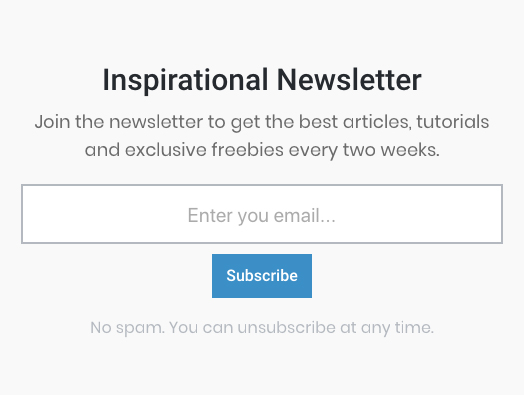 Inspirational Newsletter
Join the newsletter to get the best articles, tutorials
and exclusive freebies every two weeks.
Enter you email...
Subscribe
No spam. You can unsubscribe at any time.